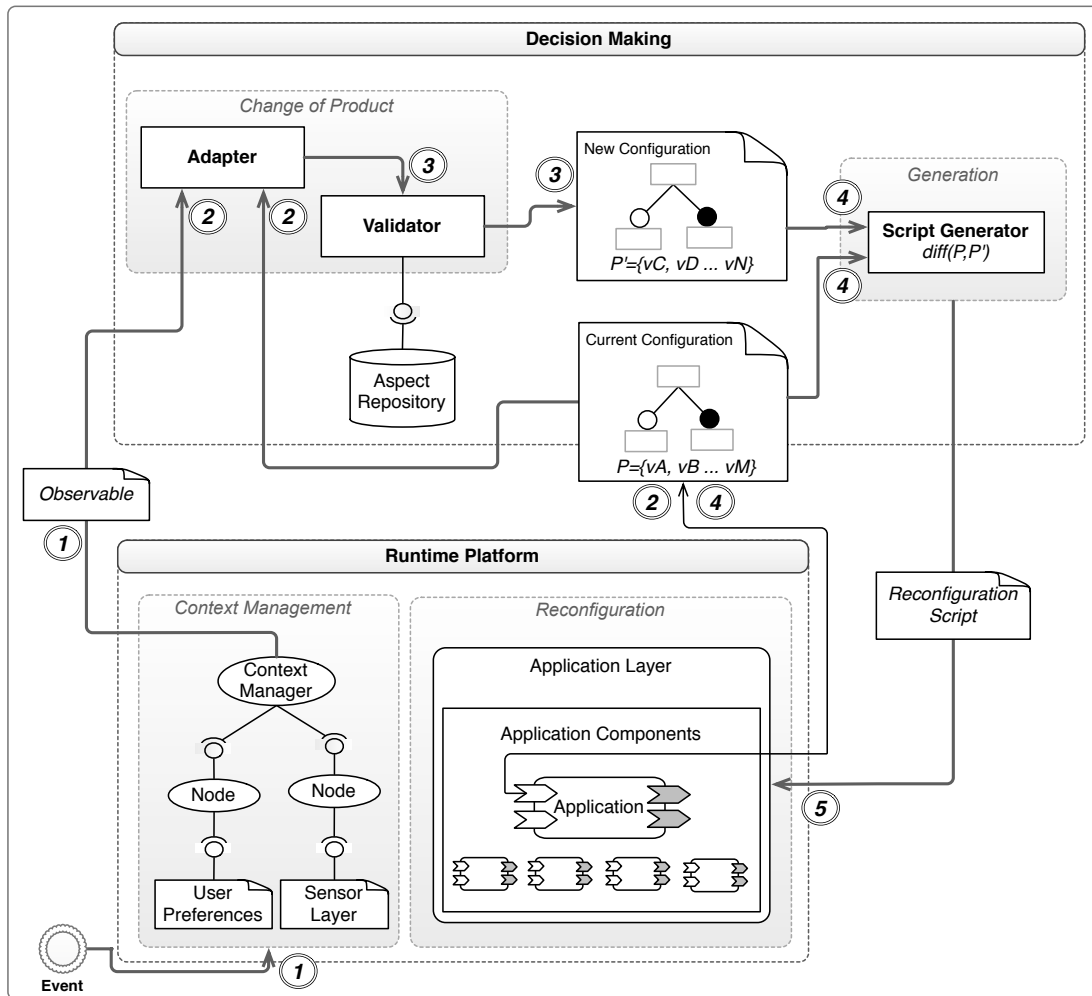 Decision Making
Change of Product
Adapter
3
2
2
Validator
3
New Configuration
P'={vC, vD ... vN}
Generation
4
Script Generator
diff(P,P')
4
Aspect
Repository
Current Configuration
P={vA, vB ... vM}
2
4
Observable
1
Runtime Platform
Context Management
Context
Manager
Node
Node
User
Preferences
Sensor
Layer
Reconfiguration
Application Layer
Application Components
Application
Reconfiguration
Script
5
Event
1